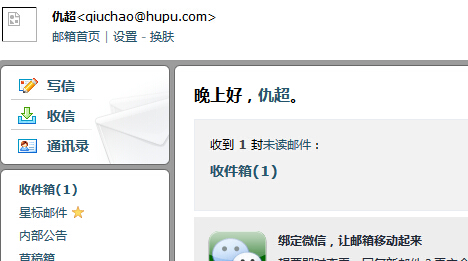 仇超<qiuchao@hupu.com>
邮箱首页 | 设置 - 换肤
写信
收信
通讯录
收件箱(1)
星标邮件
内部公告
草稿箱
晚上好，仇超。
收到 1 封未读邮件：
收件箱(1)
绑定微信，让邮箱移动起来